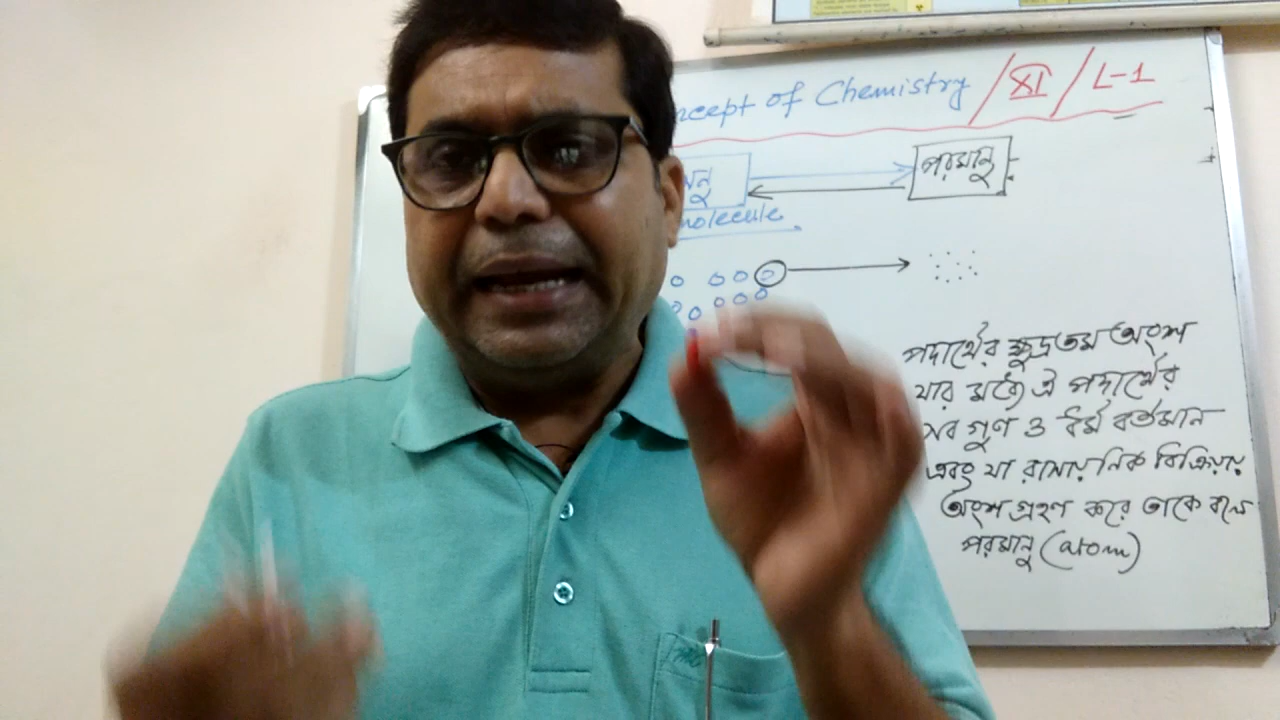 ncept of Chemistry / XI / L-1
পরমানু
molecule
পদার্থের ক্ষুদ্রতম অংশ
যার মধ্যে ঐ পদার্থের
সব গুণ ও ধর্ম বর্তমান
এবং যা রাসায়নিক বিক্রিয়ায়
অংশ গ্রহণ করে তাকে বলে
পরমানু (atom)